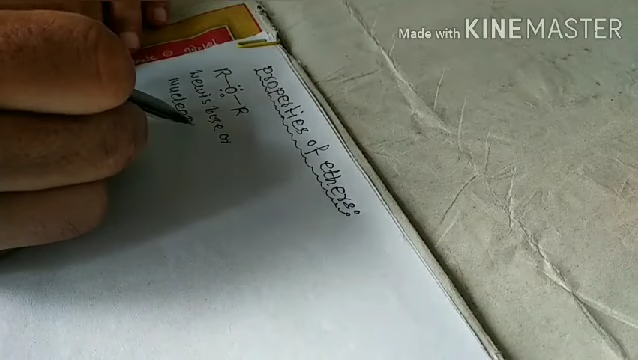 Made with KINEMASTER
Properties of ethers:
R-Ö-R
Lewis base or